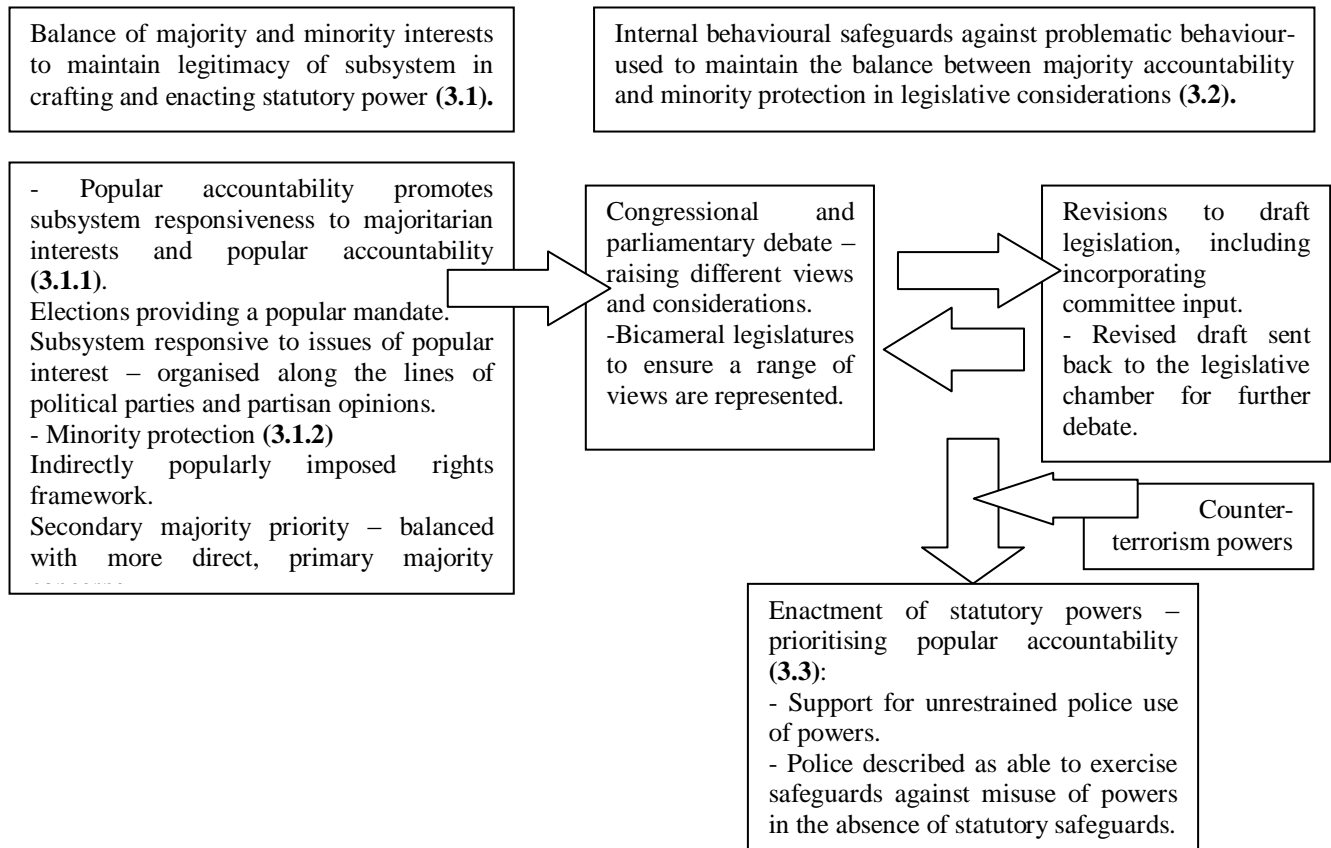 Balance of majority and minority interests
to maintain legitimacy of subsystem in
crafting and enacting statutory power (3.1).
Internal behavioural safeguards against problematic behaviour-
used to maintain the balance between majority accountability
and minority protection in legislative considerations (3.2).
- Popular accountability promotes
subsystem responsiveness to majoritarian
interests and popular accountability
(3.1.1).
Elections providing a popular mandate.
Subsystem responsive to issues of popular
interest – organised along the lines of
political parties and partisan opinions.
- Minority protection (3.1.2)
Indirectly popularly imposed rights
framework.
Secondary majority priority – balanced
with more direct, primary majority
Congressional and
parliamentary debate –
raising different views
and considerations.
-Bicameral legislatures
to ensure a range of
views are represented.
Revisions to draft
legislation, including
incorporating
committee input.
- Revised draft sent
back to the legislative
chamber for further
debate.
Counter-
terrorism powers
Enactment of statutory powers –
prioritising popular accountability
(3.3):
- Support for unrestrained police use
of powers.
- Police described as able to exercise
safeguards against misuse of powers
in the absence of statutory safeguards.